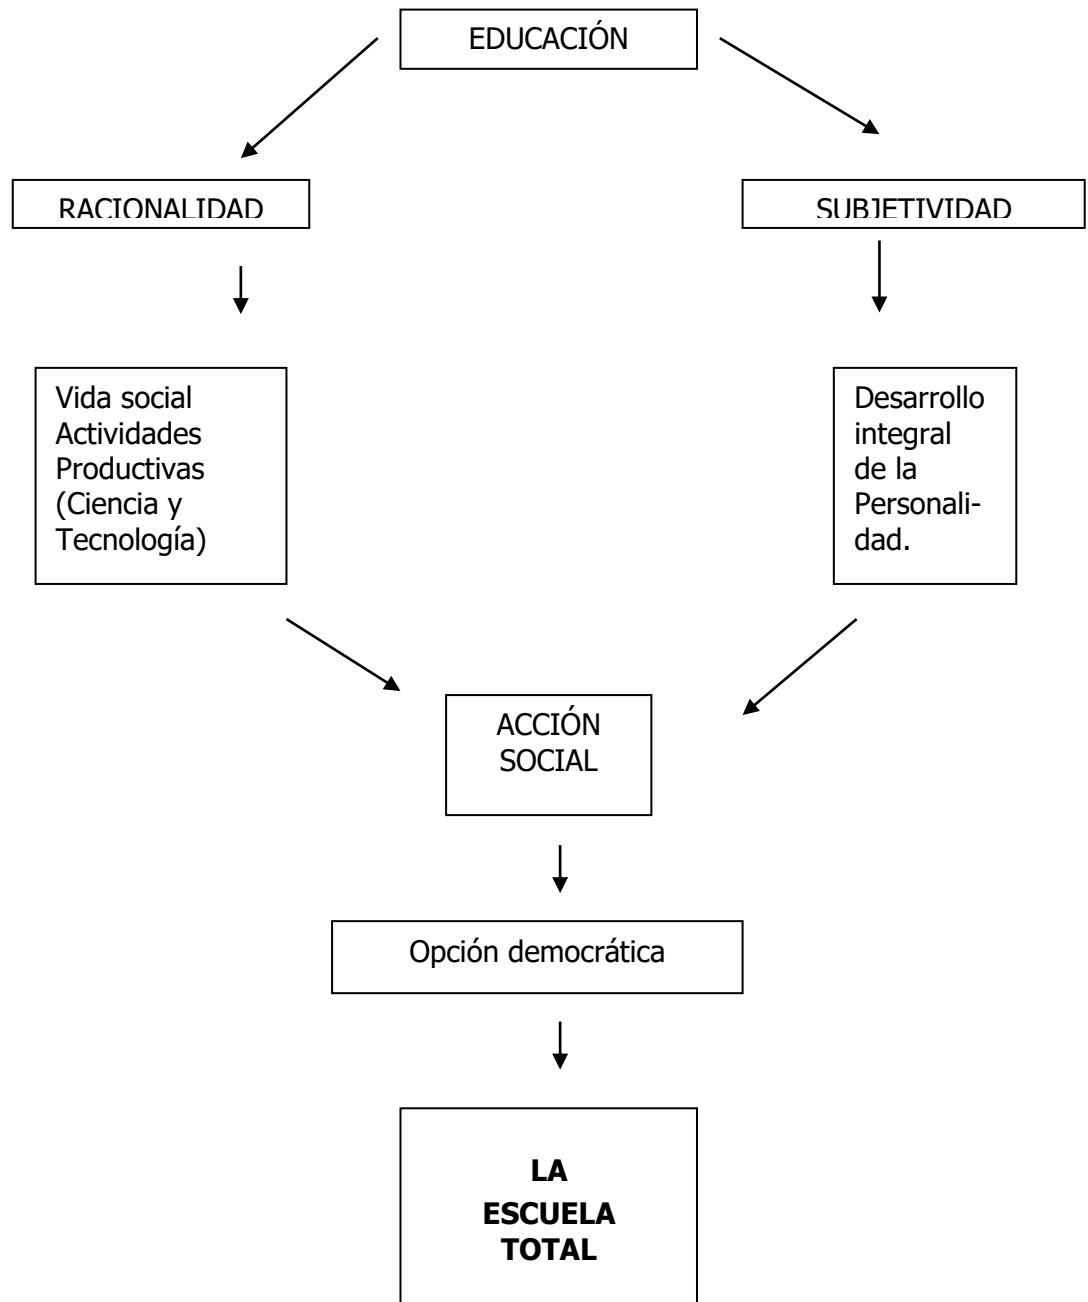 EDUCACIÓN
RACIONALIDAD
SUBJETIVIDAD
Vida social
Actividades
Productivas
(Ciencia y
Tecnología)
Desarrollo
integral
de la
Personali-
dad.
ACCIÓN
SOCIAL
Opción democrática
LA
ESCUELA
TOTAL